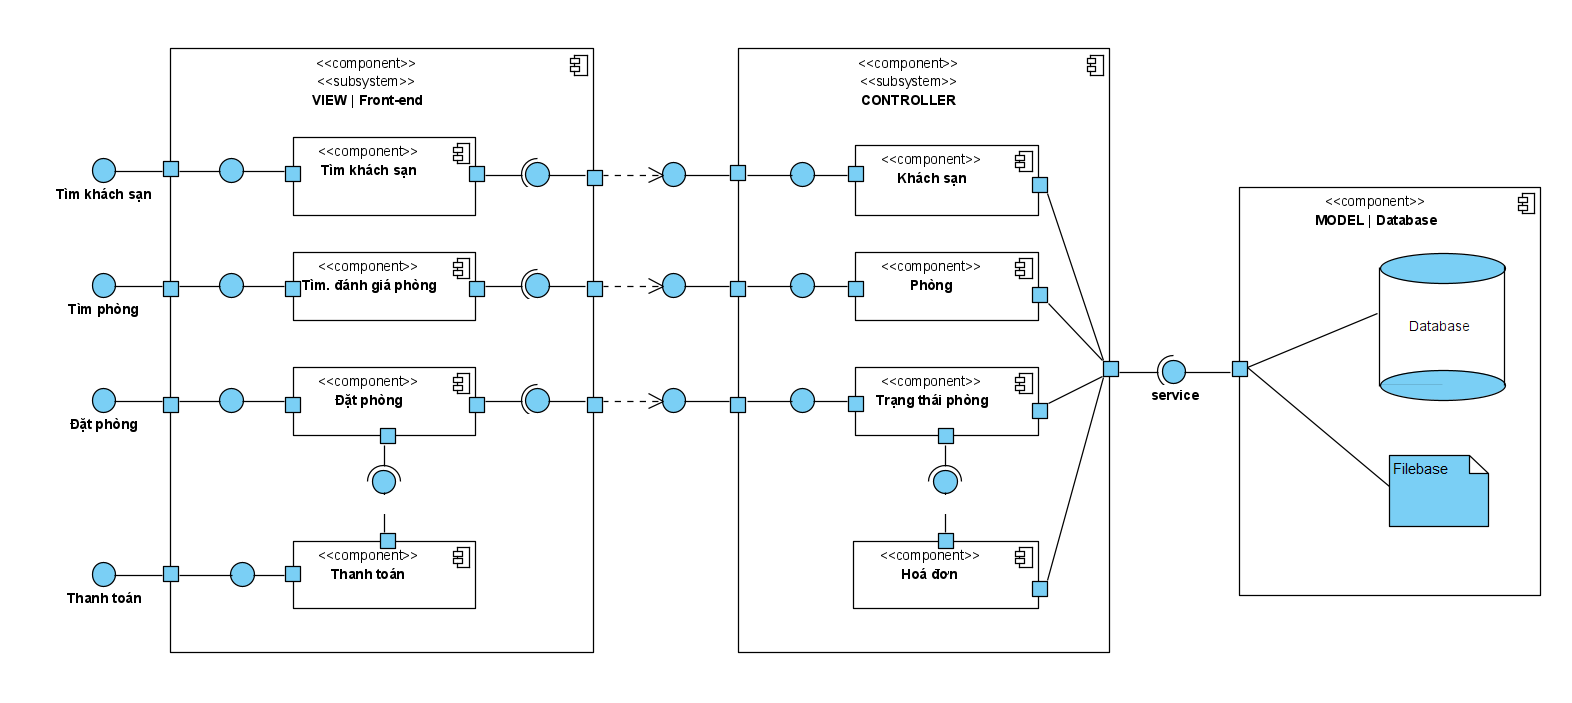 <<component>>
<<subsystem>>
VIEW | Front-end
<<component>>
Tìm khách sạn
Tìm khách sạn
<<component>>
Tìm. đánh giá phòng
Tìm phòng
<<component>>
Đặt phòng
Đặt phòng
<<component>>
Thanh toán
Thanh toán
<<component>>
<<subsystem>>
CONTROLLER
<<component>>
Khách sạn
<<component>>
Phòng
<<component>>
Trạng thái phòng
<<component>>
Hoá đơn
service
<<component>>
MODEL | Database
Database
Filebase